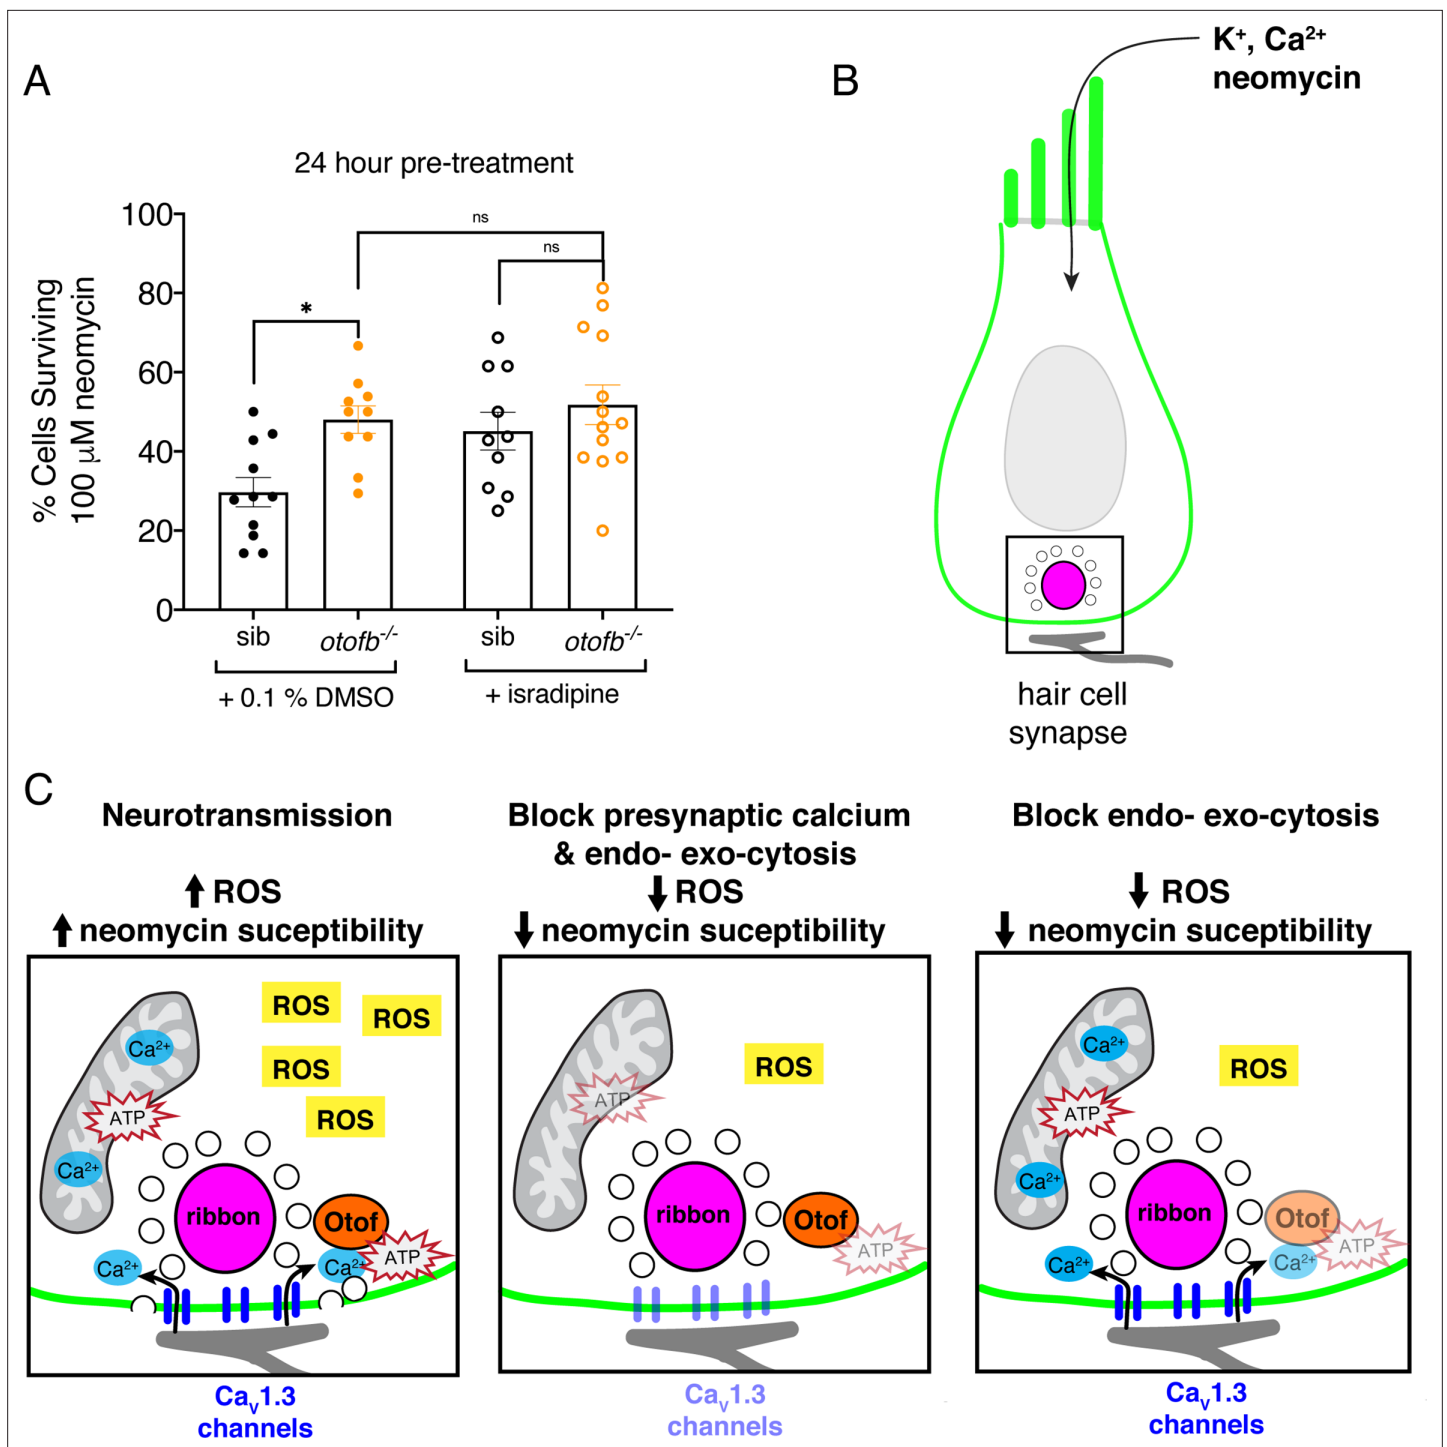 A
24 hour pre-treatment
% Cells Surviving
100 μM neomycin
100
80
60
40
20
0
*
ns
ns
sib
otofb-/-
sib
otofb-/-
+ 0.1 % DMSO
+ isradipine
B
K+, Ca2+
neomycin
hair cell
synapse
C
Neurotransmission
ROS
neomycin suceptibility
ROS
ROS
ROS
ROS
Ca2+
ATP
Ca2+
ribbon
Otof
Ca2+
Ca2+
ATP
CaV1.3
channels
Block presynaptic calcium
& endo- exo-cytosis
ROS
neomycin suceptibility
ROS
ATP
ribbon
Otof
ATP
CaV1.3
channels
Block endo- exo-cytosis
ROS
neomycin suceptibility
Ca2+
ROS
ATP
Ca2+
ribbon
Otof
Ca2+
Ca2+
ATP
CaV1.3
channels